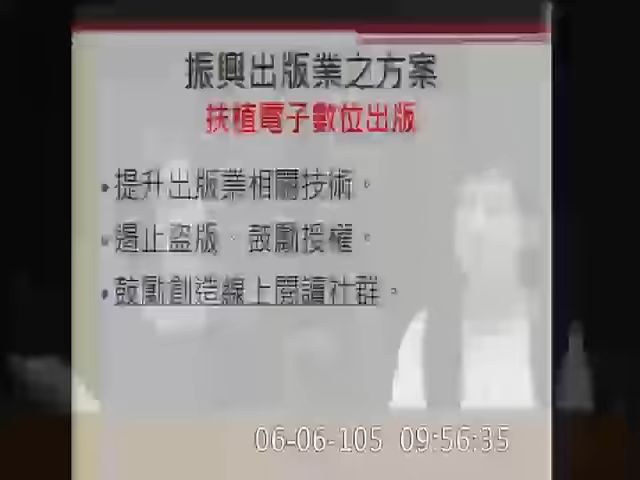 振興出版業之方案
扶植電子數位出版
•提升出版業相關技術。
•遏止盜版、鼓勵授權。
•鼓勵創造線上閱讀社群。
06-06-105 09:56:35